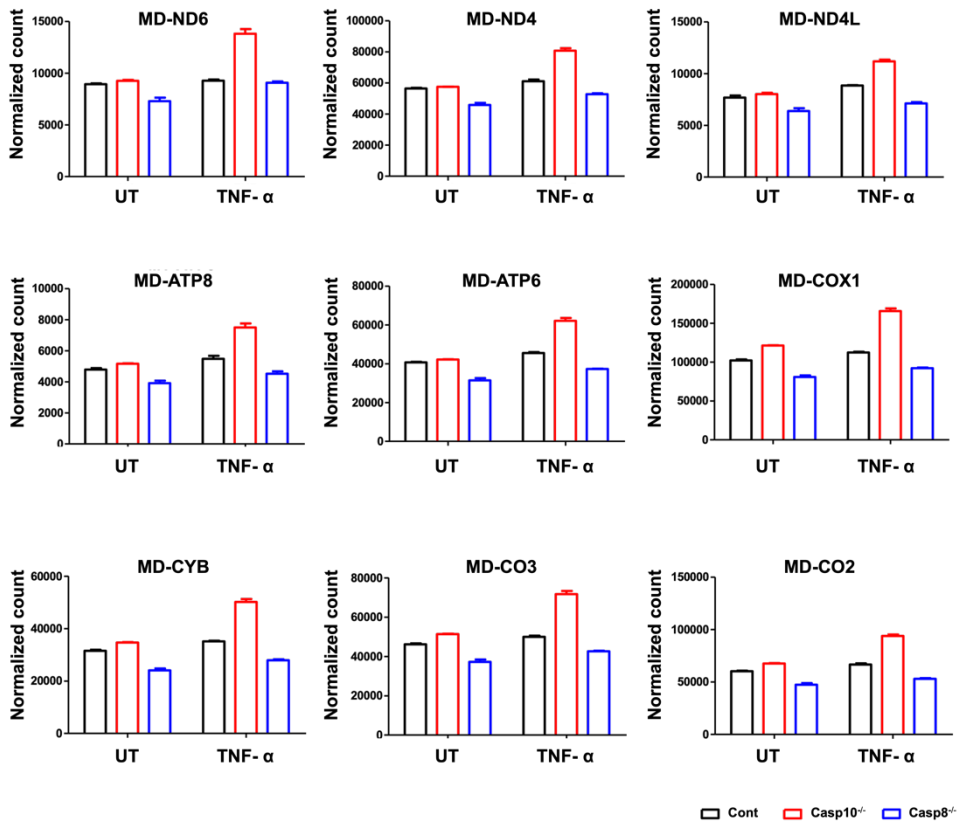 MD-ND6
Normalized count
15000
10000
5000
0
UT TNF- α
MD-ND4
Normalized count
100000
80000
60000
40000
20000
0
UT TNF- α
MD-ND4L
Normalized count
15000
10000
5000
0
UT TNF- α
MD-ATP8
Normalized count
10000
8000
6000
4000
2000
0
UT TNF- α
MD-ATP6
Normalized count
80000
60000
40000
20000
0
UT TNF- α
MD-COX1
Normalized count
200000
150000
100000
50000
0
UT TNF- α
MD-CYB
Normalized count
60000
40000
20000
0
UT TNF- α
MD-CO3
Normalized count
80000
60000
40000
20000
0
UT TNF- α
MD-CO2
Normalized count
150000
100000
50000
0
UT TNF- α
Cont Casp10-/- Casp8-/-